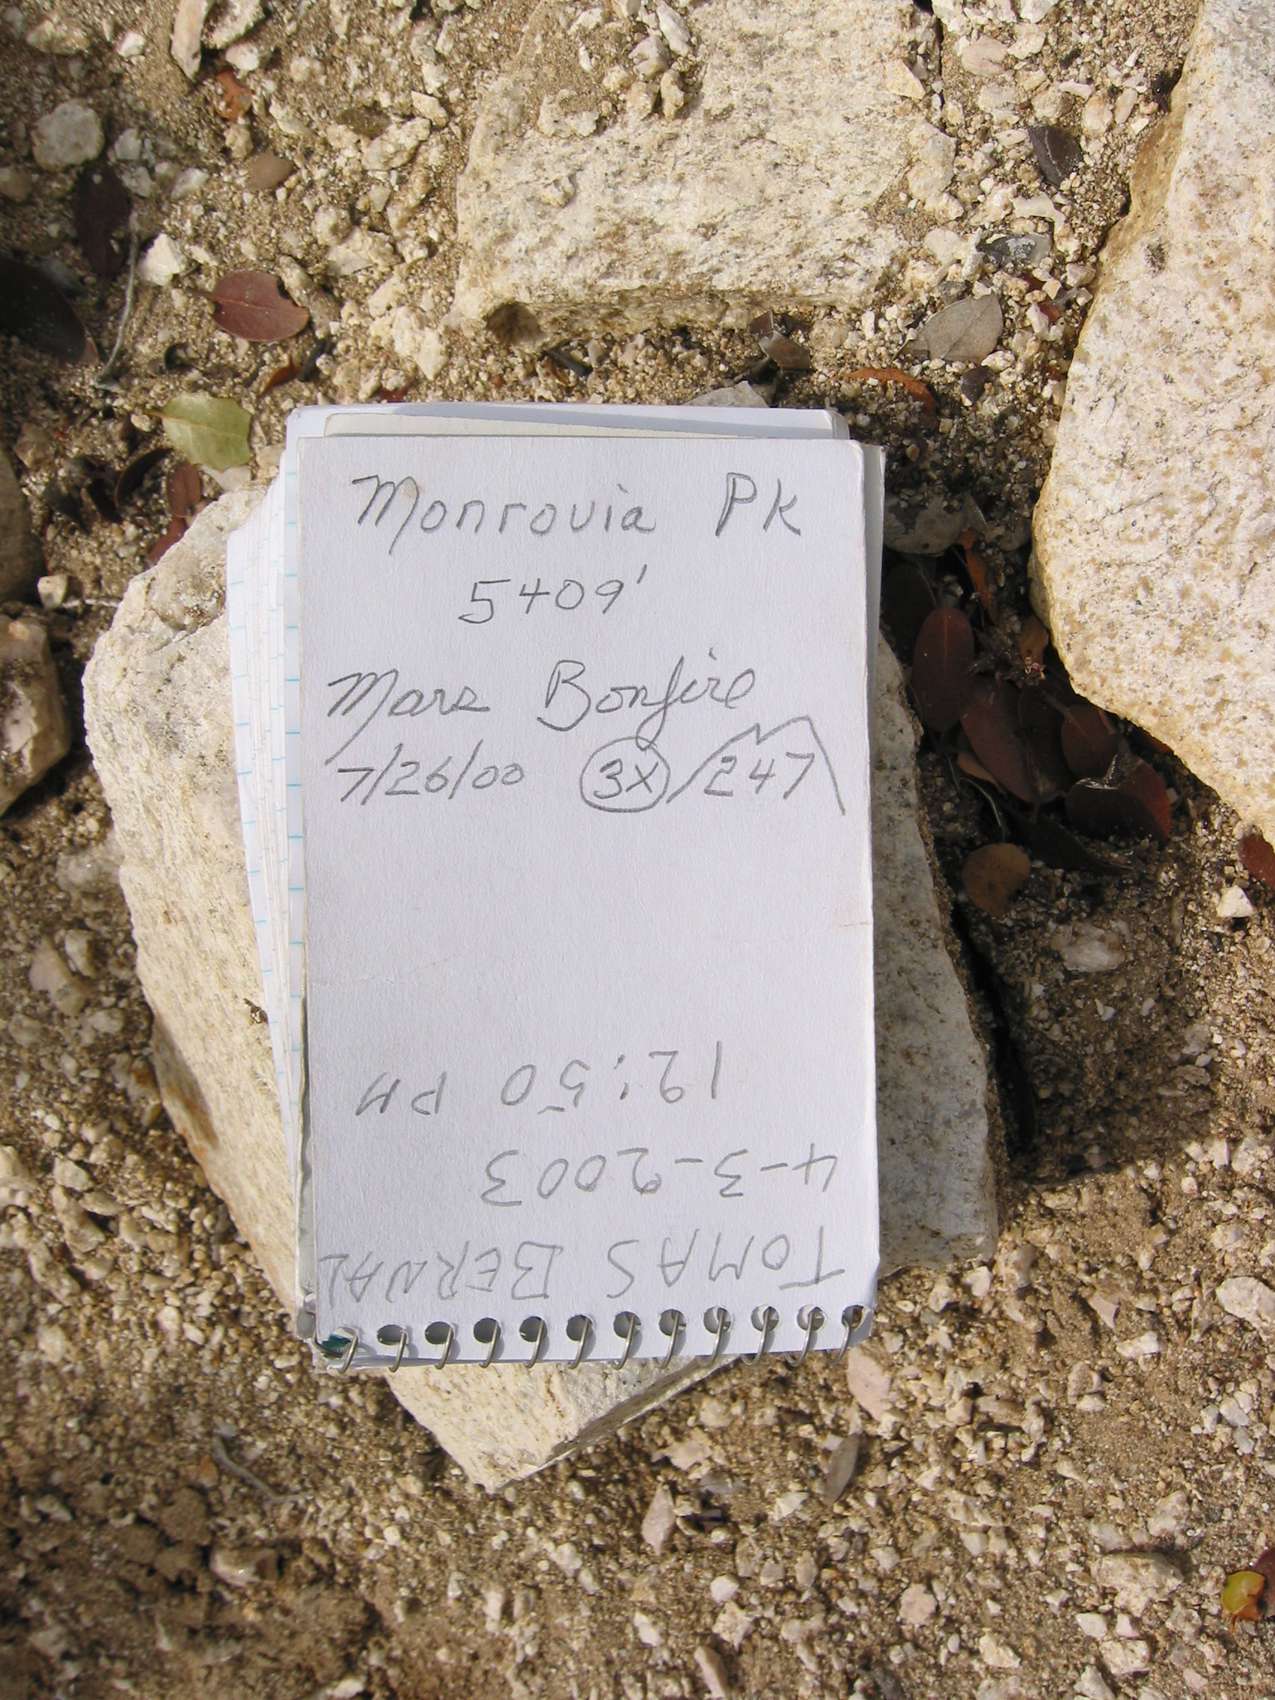 Monrovia Pk
5409'
Mars Bonfire
7/26/00 3X /247
TOMAS BERNAL
4-3-2003
12:50 PM